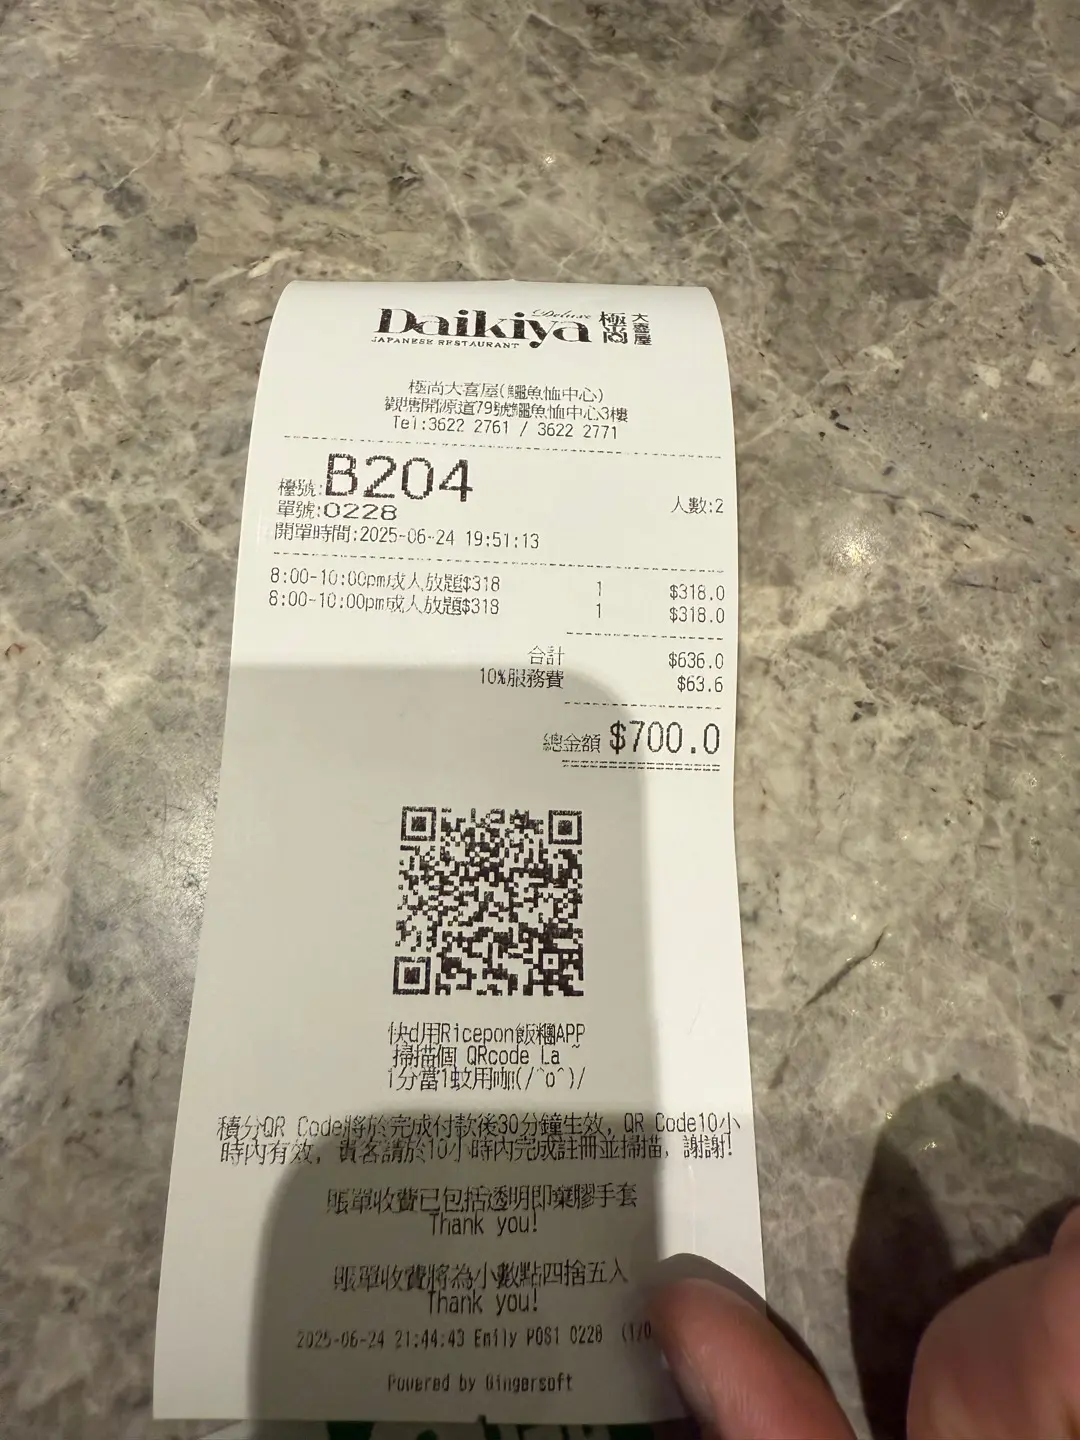 Daikiya Deluxe 極尚 大喜屋
JAPANESE RESTAURANT
極尚大喜屋(鱷魚恤中心)
觀塘開源道79號鱷魚恤中心3樓
Tel:3622 2761 / 3622 2771
檯號:B204 人數:2
單號:0228
開單時間:2025-06-24 19:51:13
8:00-10:00pm成人放題$318 1 $318.0
8:00-10:00pm成人放題$318 1 $318.0
合計 $636.0
10%服務費 $63.6
總金額 $700.0
快d用Ricepon飯糰APP
掃描個 QRcode La ~
1分當1蚊用咖!(/^o^)/
積分QR Code將於完成付款後30分鐘生效, QR Code10小
時內有效, 貴客請於10小時內完成註冊並掃描, 謝謝!
賬單收費已包括透明即棄膠手套
Thank you!
賬單收費將為小數點四捨五入
Thank you!
2025-06-24 21:44:43 Emily POS1 0228 (1/0
Powered by Gingersoft